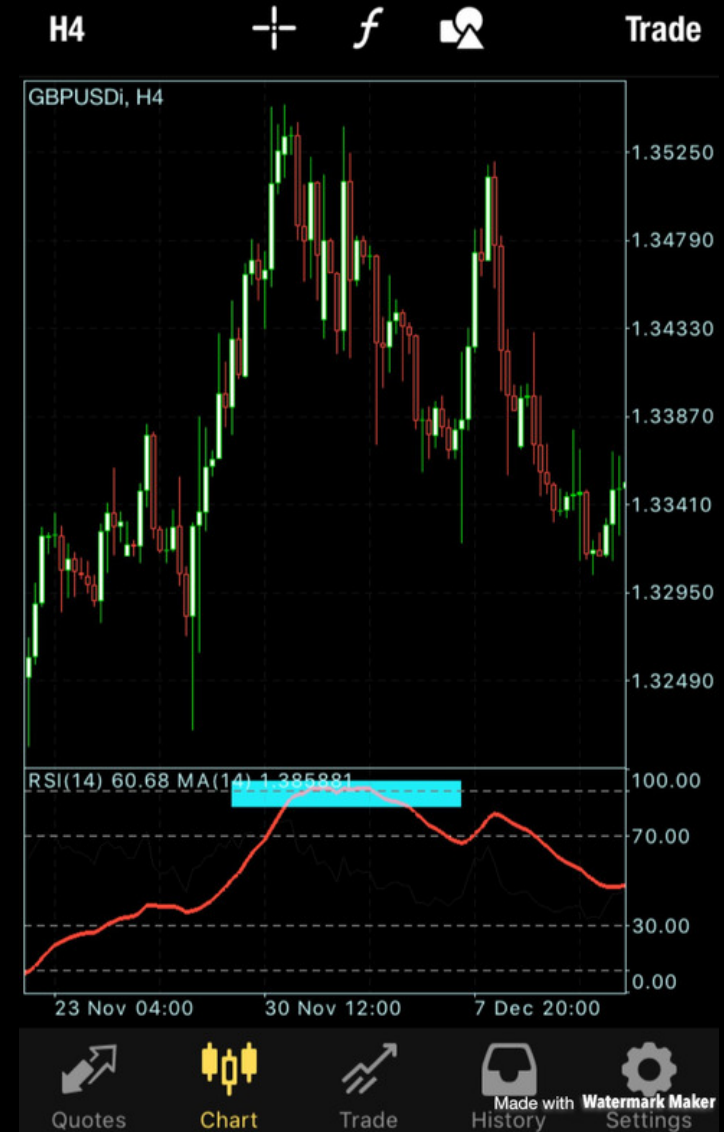 H4 f Trade
GBPUSDi, H4
1.35250
1.34790
1.34330
1.33870
1.33410
1.32950
1.32490
RSI(14) 60.68 MA(14) 1.385881
100.00
70.00
30.00
0.00
23 Nov 04:00 30 Nov 12:00 7 Dec 20:00
Made with Watermark Maker
Quotes Chart Trade History Settings